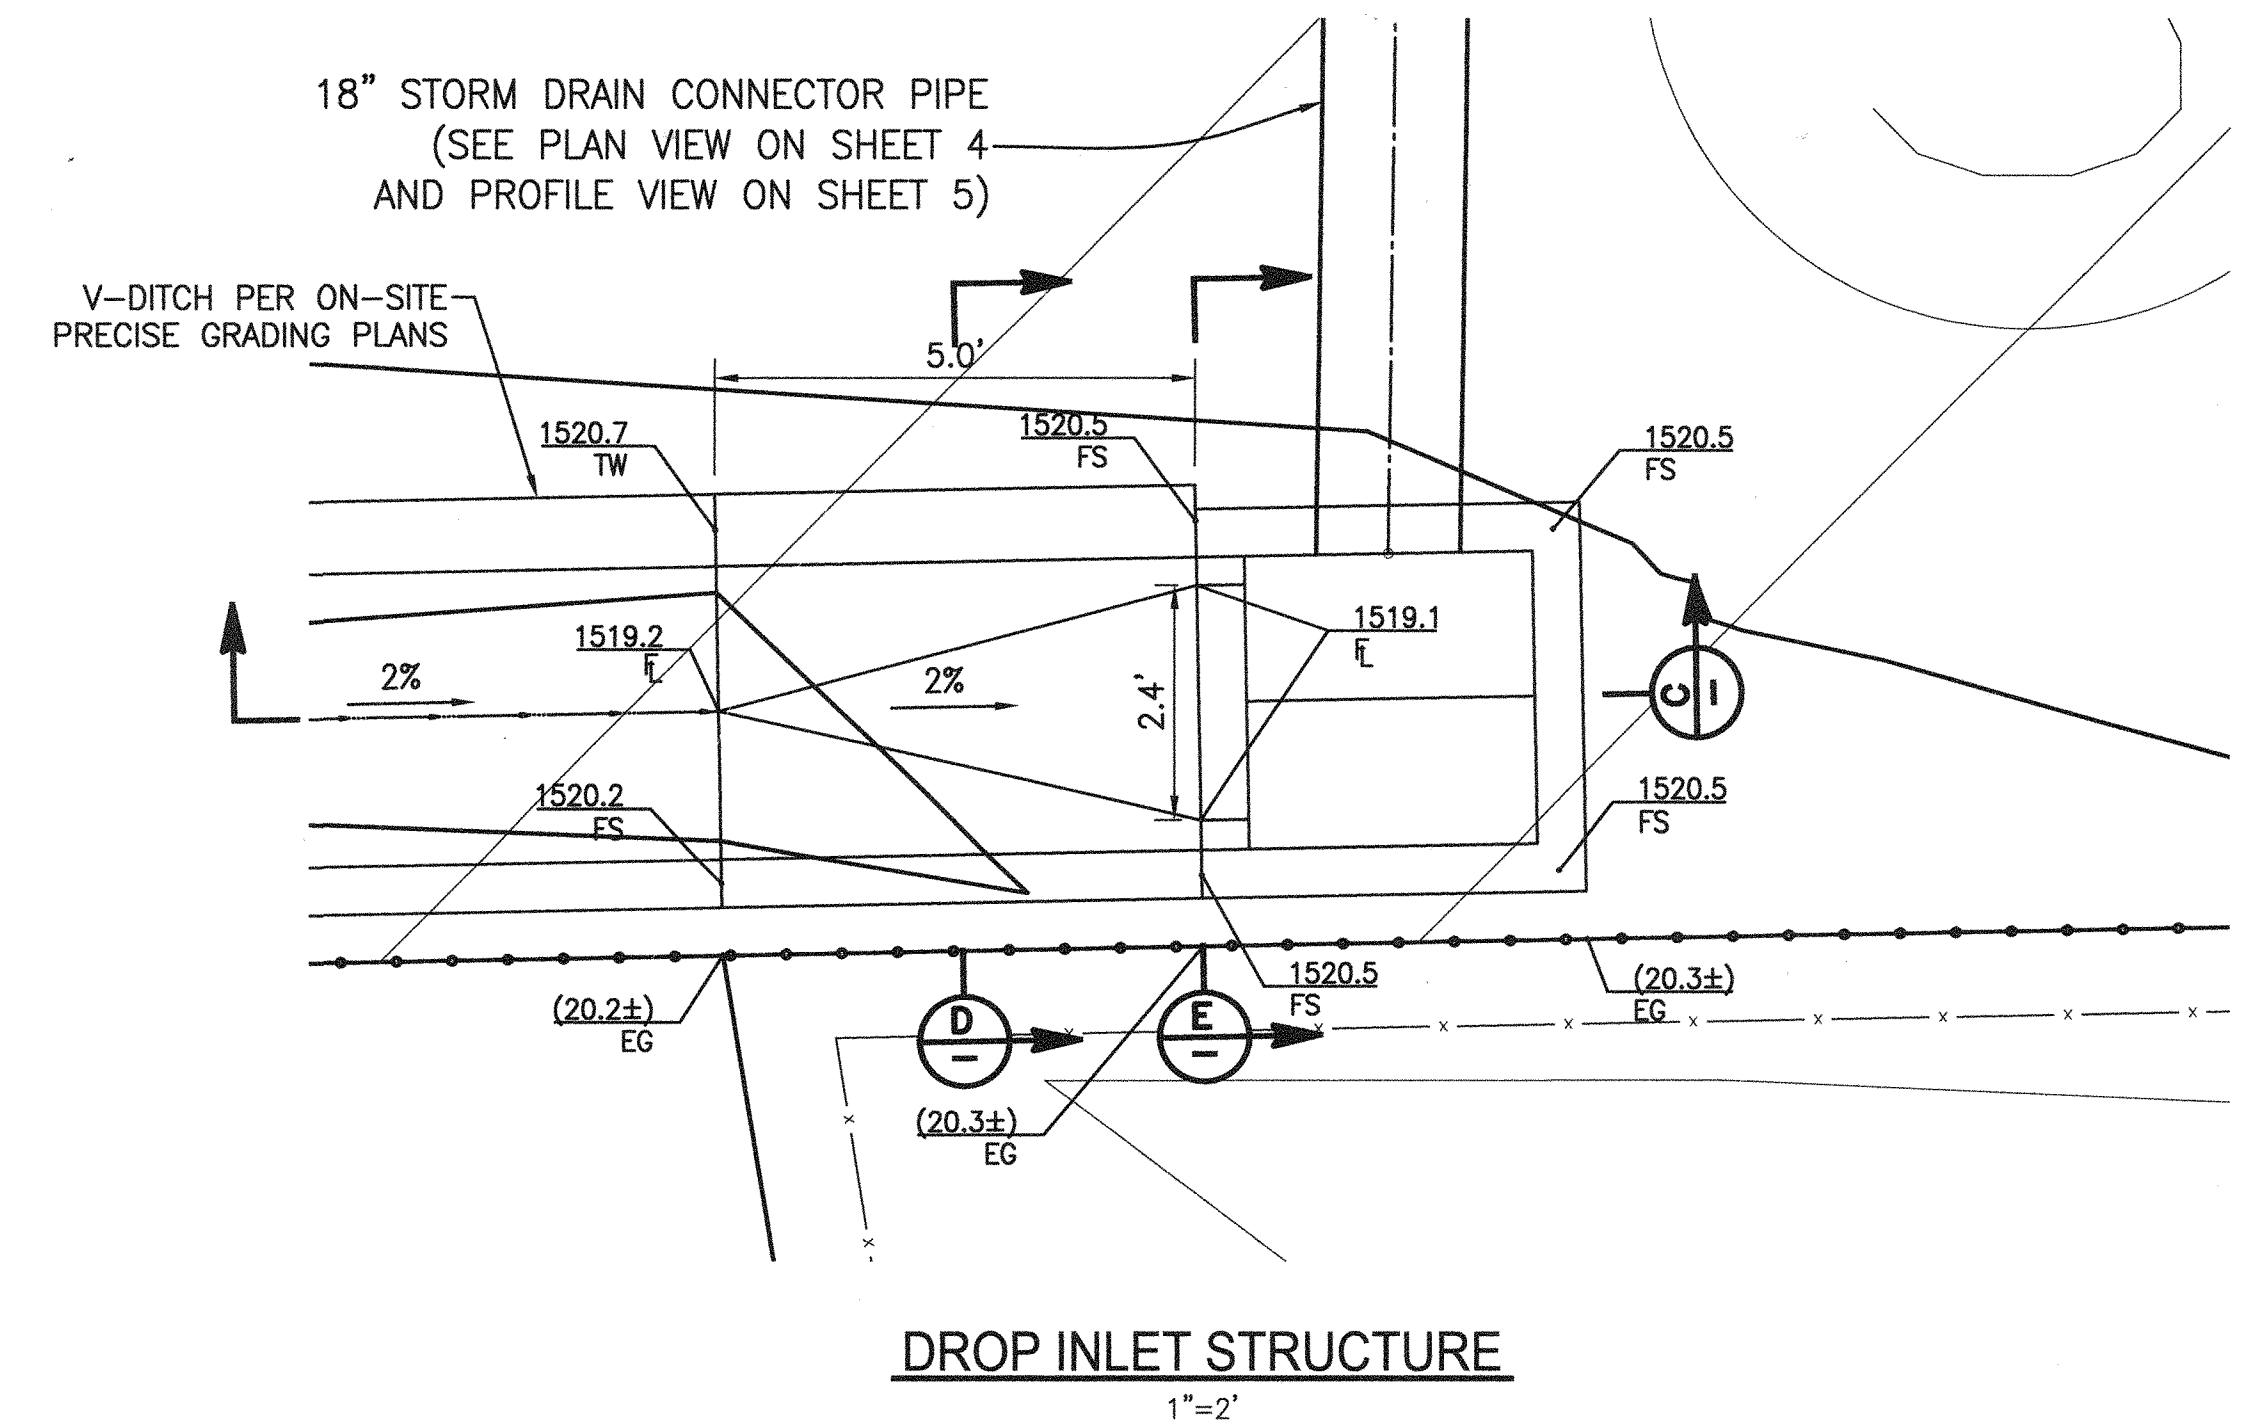 18" STORM DRAIN CONNECTOR PIPE
(SEE PLAN VIEW ON SHEET 4
AND PROFILE VIEW ON SHEET 5)
V-DITCH PER ON-SITE
PRECISE GRADING PLANS
5.0'
1520.7
TW
1520.5
FS
1520.5
FS
1519.2
FL
1519.1
FL
2%
2%
2.4'
C
–
1520.2
FS
1520.5
FS
1520.5
FS
(20.2±)
EG
D
–
E
–
(20.3±)
EG
(20.3±)
EG
DROP INLET STRUCTURE
1"=2'